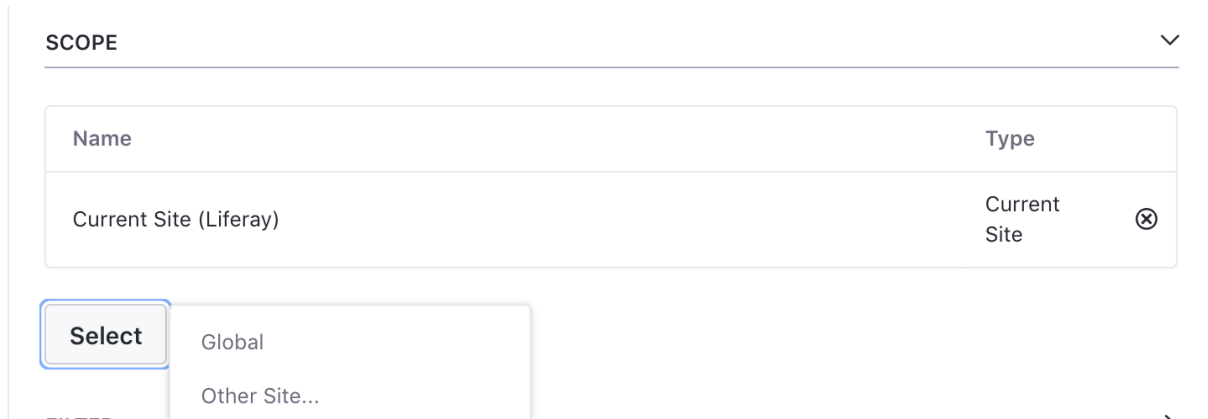 SCOPE
Name Type
Current Site (Liferay) Current Site
Select
Global
Other Site...